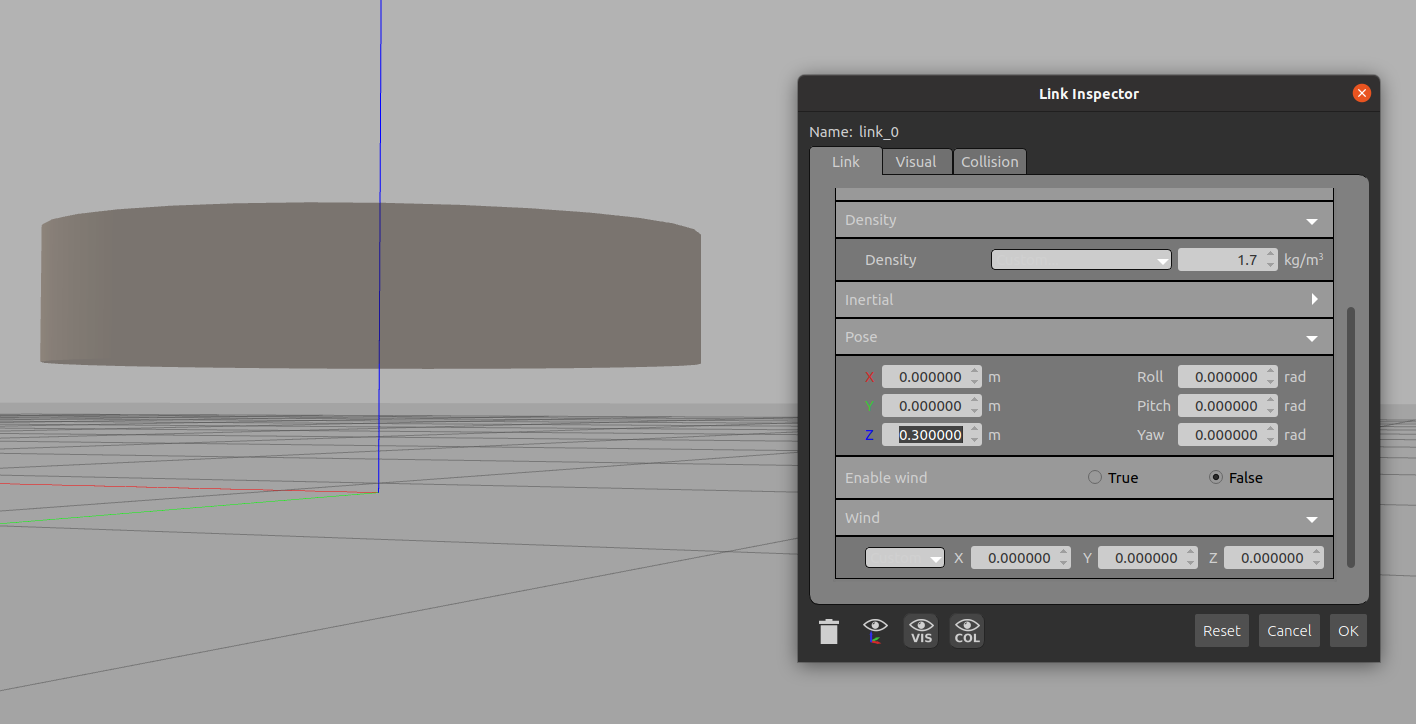 Link Inspector
Name: link_0
Link Visual Collision
Density
Density 1.7 kg/m³
Inertial
Pose
X 0.000000 m Roll 0.000000 rad
Y 0.000000 m Pitch 0.000000 rad
Z 0.300000 m Yaw 0.000000 rad
Enable wind True False
Wind
X 0.000000 Y 0.000000 Z 0.000000
VIS COL Reset Cancel OK